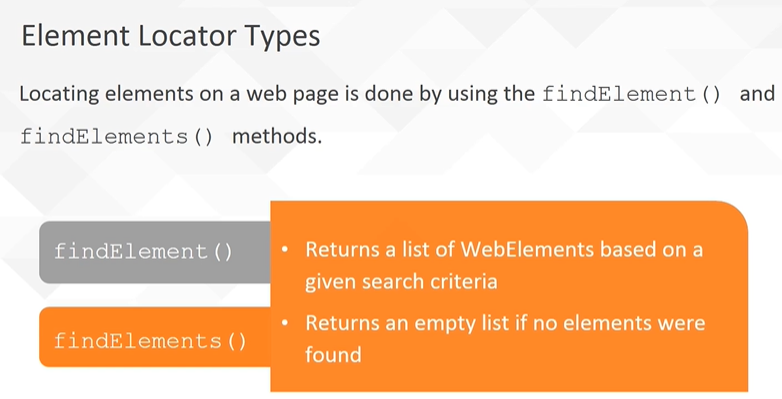 Element Locator Types
Locating elements on a web page is done by using the findElement() and
findElements() methods.
findElement()
findElements()
• Returns a list of WebElements based on a
given search criteria
• Returns an empty list if no elements were
found